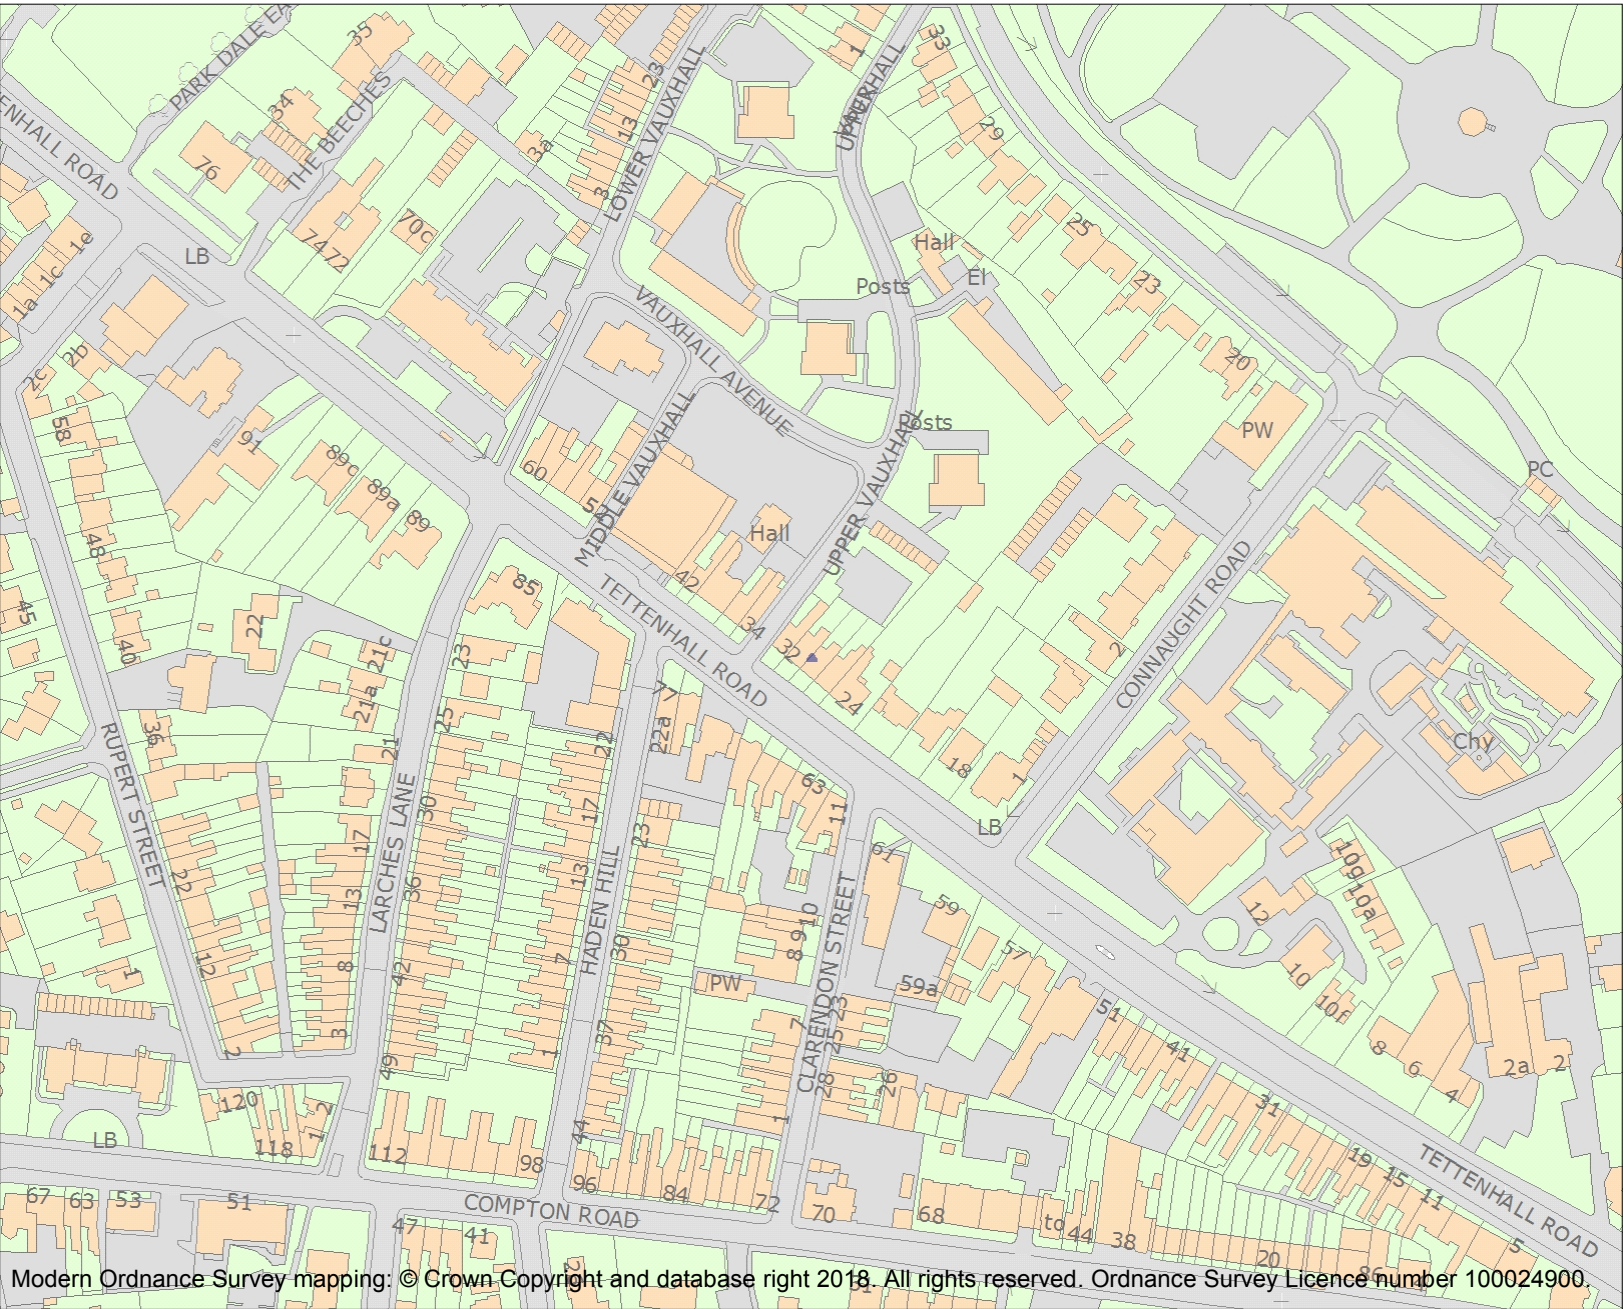 PARK DALE EA
35
34
THE BEECHES
76
ENHALL ROAD
LB
74
72
70c
3a
23
13
3
LOWER VAUXHALL
1
UPPER
VAUXHALL
33
29
25
23
20
Hall
El
Posts
Posts
PW
PC
1e
1c
1a
2b
2c
58
91
89c
89a
89
VAUXHALL AVENUE
MIDDLE VAUXHALL
UPPER VAUXHALL
60
Hall
42
34
32
24
18
1
LB
2
CONNAUGHT ROAD
TETTENHALL ROAD
48
45
40
22
85
23
21c
21a
21
25
36
77
22a
22
RUPERT STREET
LARCHES LANE
30
17
17
13
36
13
22
12
8
42
7
3
2
1
49
1
HADEN HILL
23
30
37
44
63
11
61
10
9
8
PW
7
CLARENDON STREET
59
59a
57
23
25
28
26
1
51
41
31
19
15
11
5
Chy
10g
10a
12
10
10f
8
6
4
2a
2
TETTENHALL ROAD
LB
120
118
2
1
112
98
96
84
72
70
68
to
44
38
20
86
COMPTON ROAD
67
63
53
51
47
41
81
Modern Ordnance Survey mapping: © Crown Copyright and database right 2018. All rights reserved. Ordnance Survey Licence number 100024900.